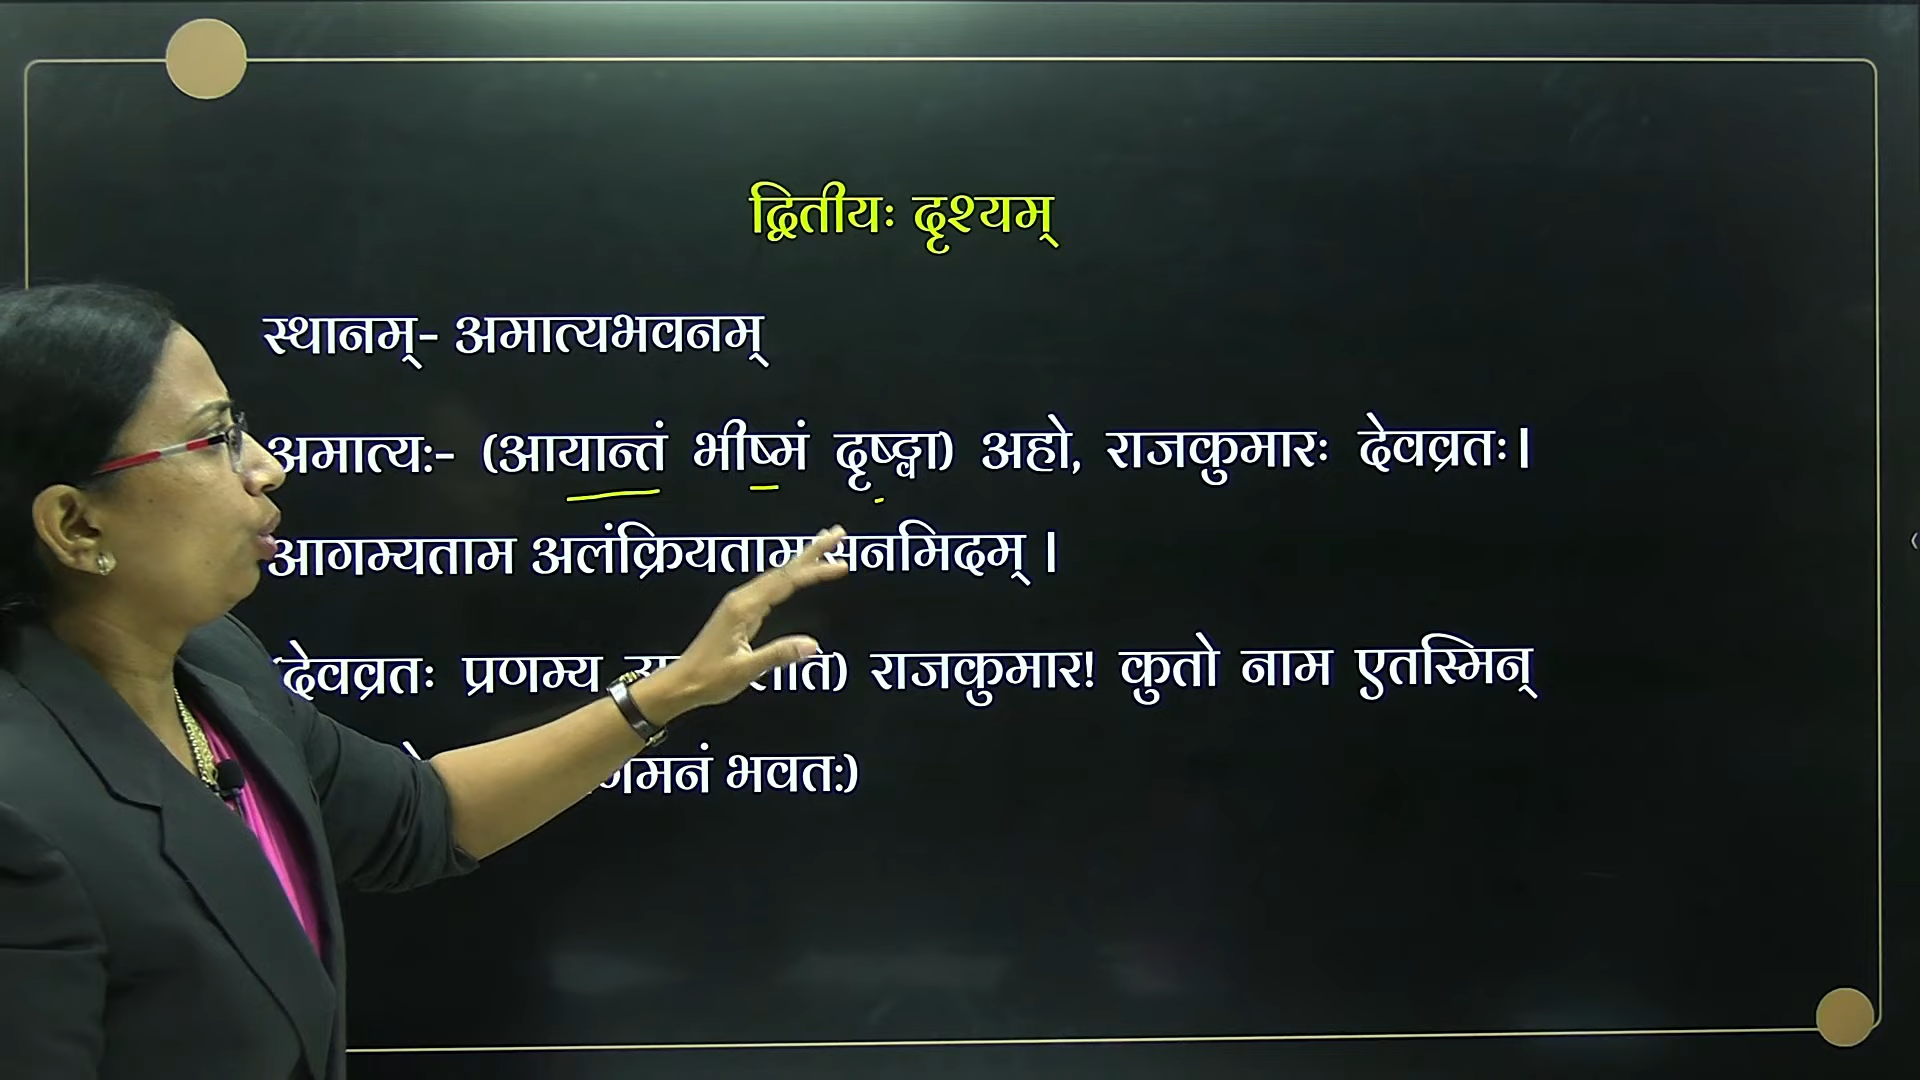 द्वितीयः दृश्यम्
स्थानम्- अमात्यभवनम्
अमात्य:- (आयान्तं भीष्मं दृष्ट्वा) अहो, राजकुमारः देवव्रतः।
आगम्यताम अलंक्रियतामासनमिदम् ।
(देवव्रतः प्रणम्य राजकुमार! कुतो नाम एतस्मिन्
भवत:)